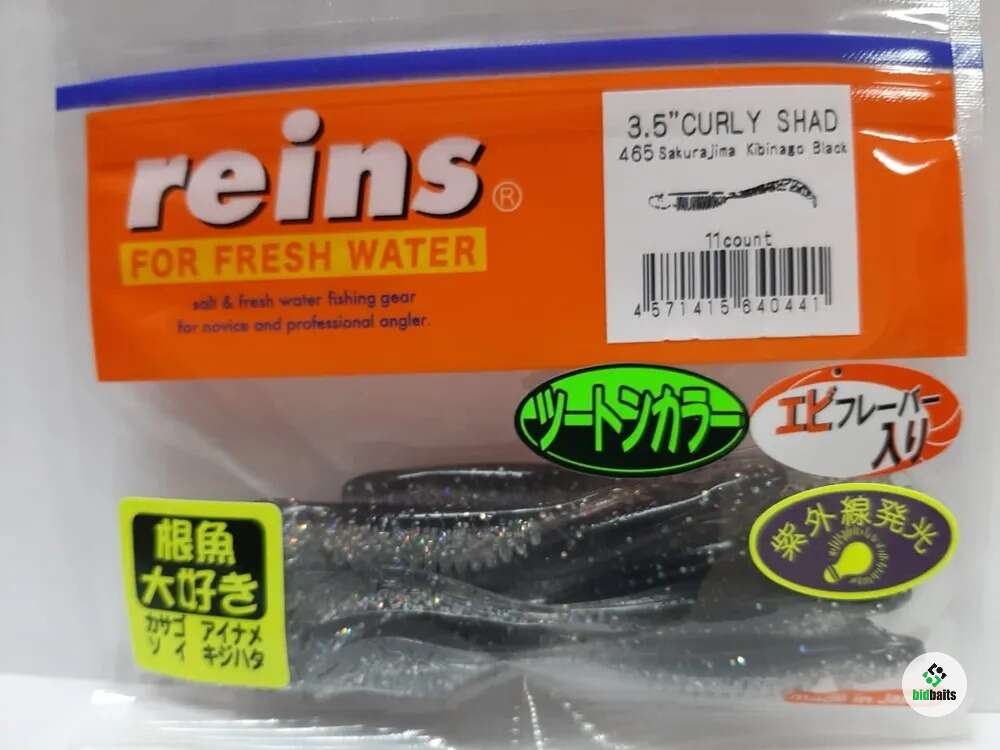 reins®
FOR FRESH WATER
salt & fresh water fishing gear
for novice and professional angler.
3.5"CURLY SHAD
465 Sakurajima Kibinago Black
11count
4 571415 640441
ツートンカラー
エビフレーバー
入り
紫外線発光
根魚
大好き
カサゴ アイナメ
ソイ キジハタ
bidbaits